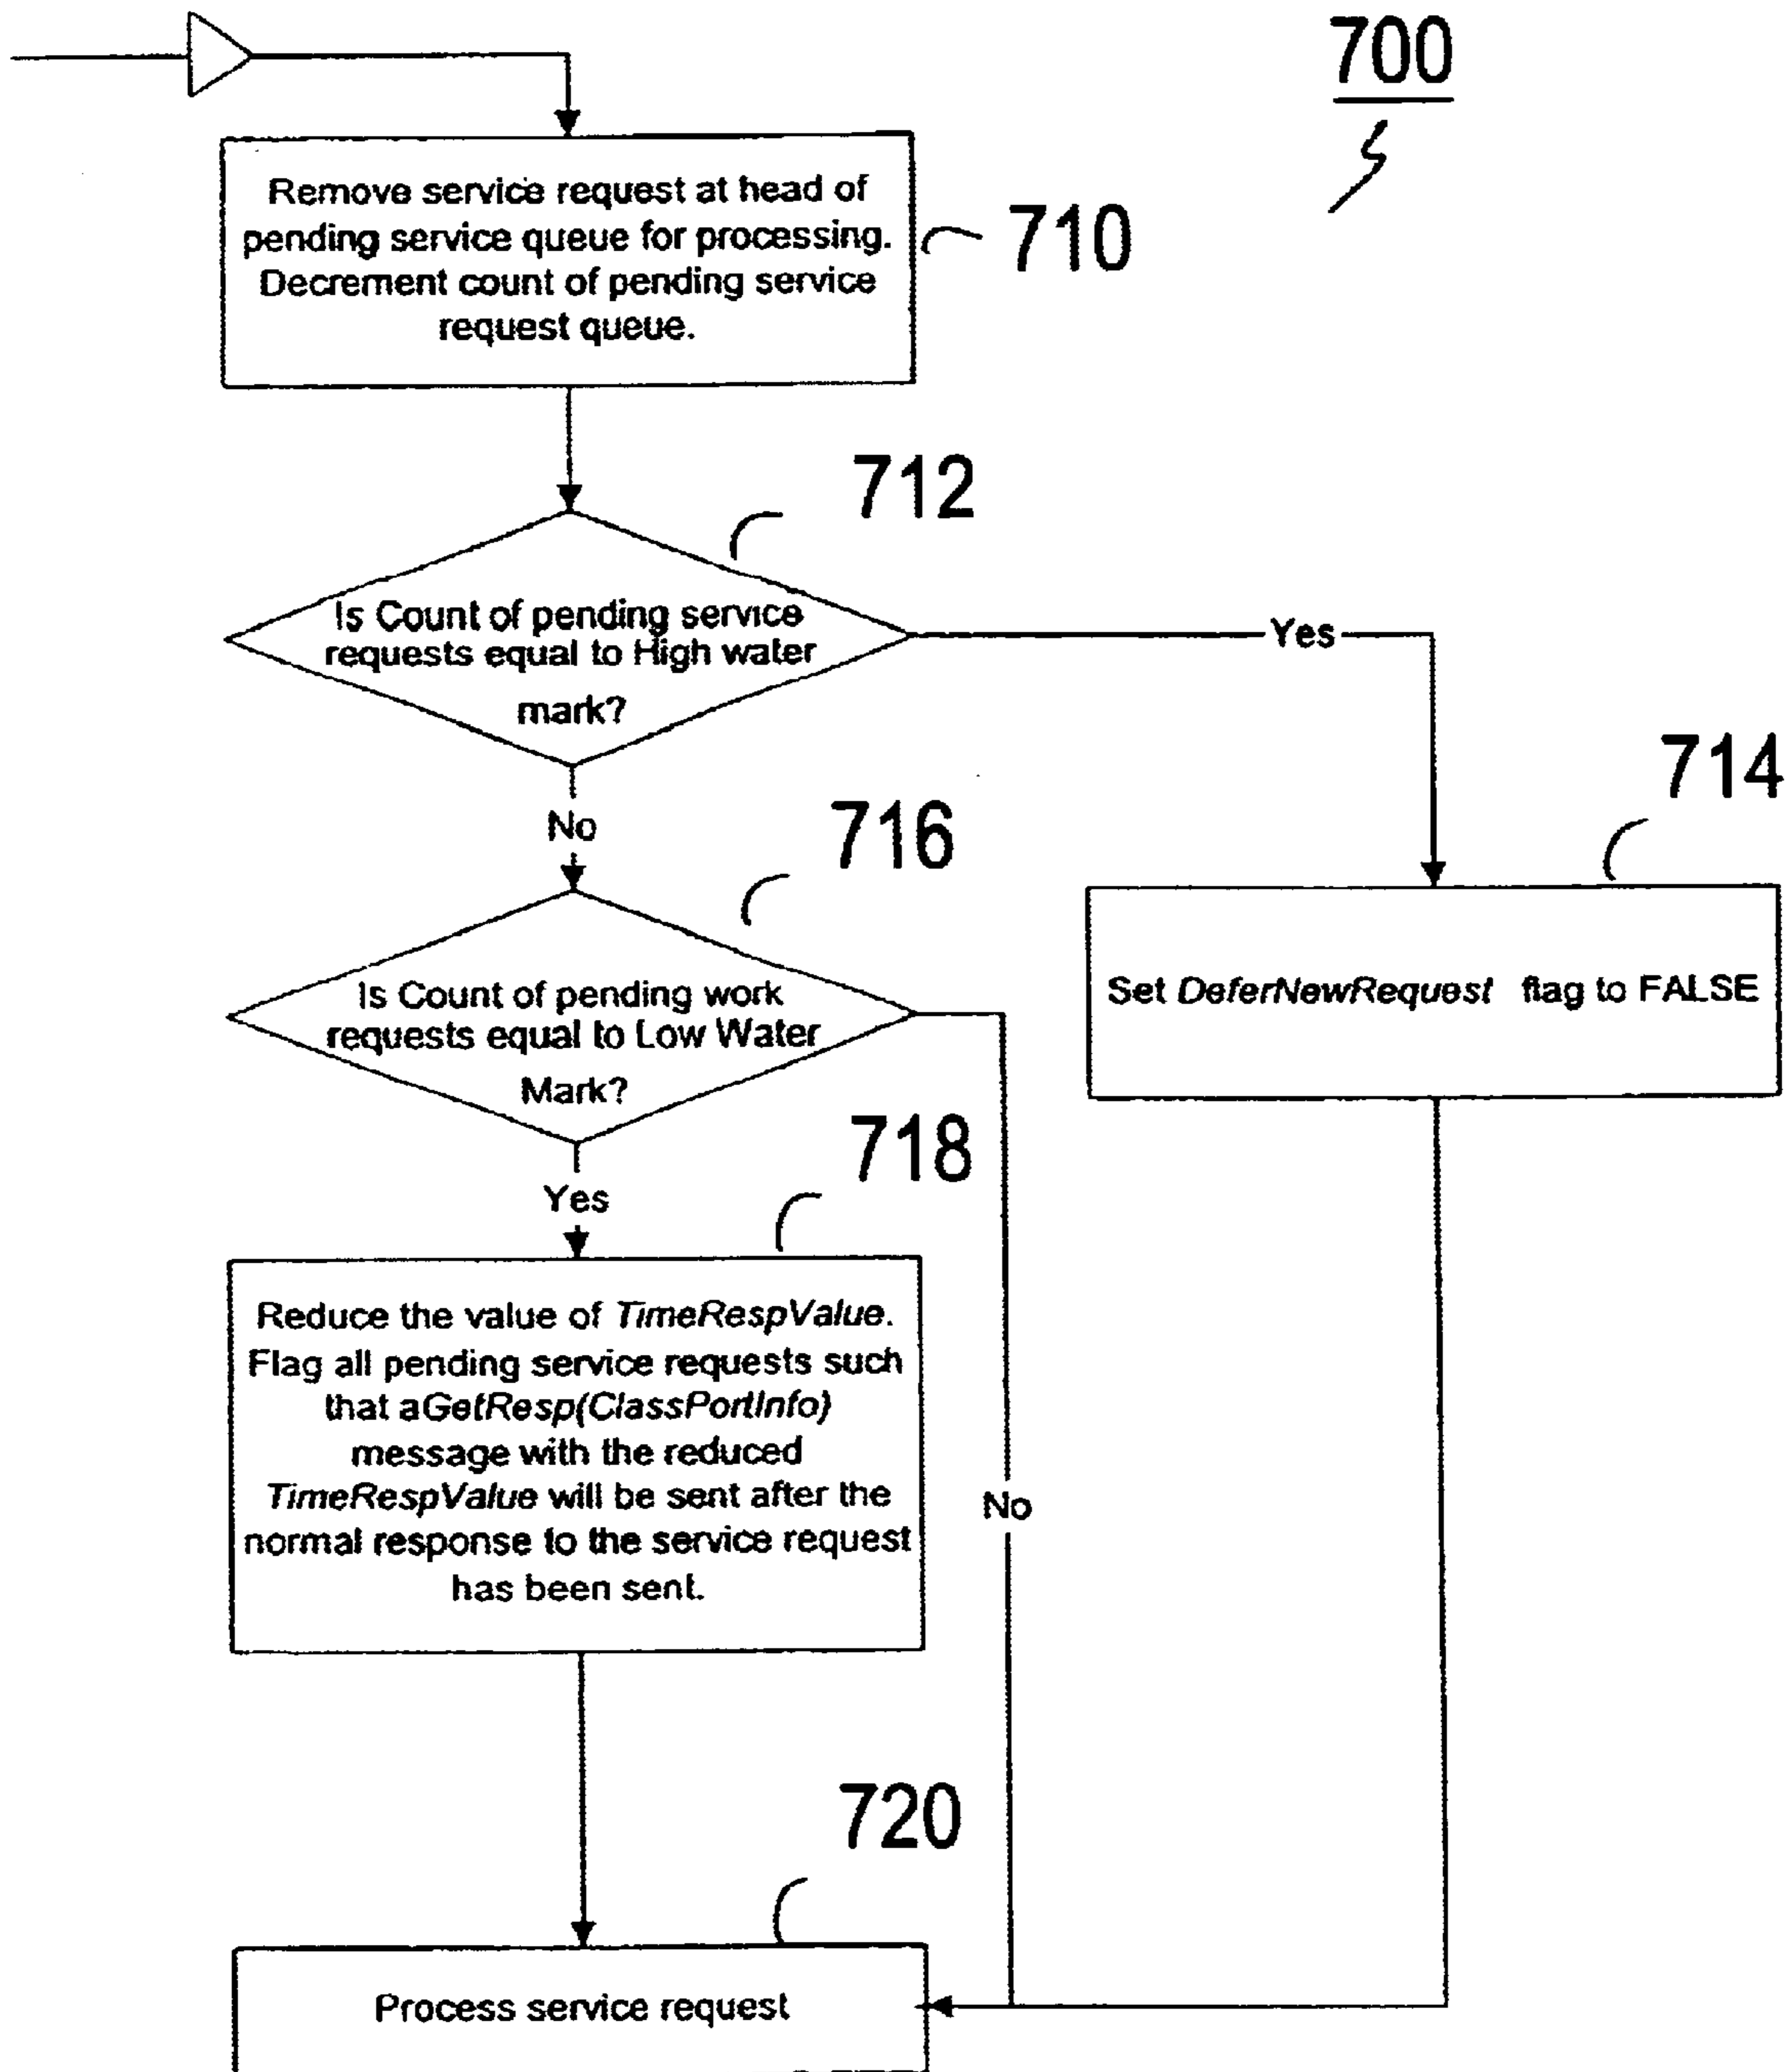 700
Remove service request at head of
pending service queue for processing.
Decrement count of pending service
request queue.
710
712
Is Count of pending service
requests equal to High water
mark?
Yes
No
714
Set DeferNewRequest flag to FALSE
716
Is Count of pending work
requests equal to Low Water
Mark?
Yes
No
718
Reduce the value of TimeRespValue.
Flag all pending service requests such
that aGetResp(ClassPortInfo)
message with the reduced
TimeRespValue will be sent after the
normal response to the service request
has been sent.
720
Process service request